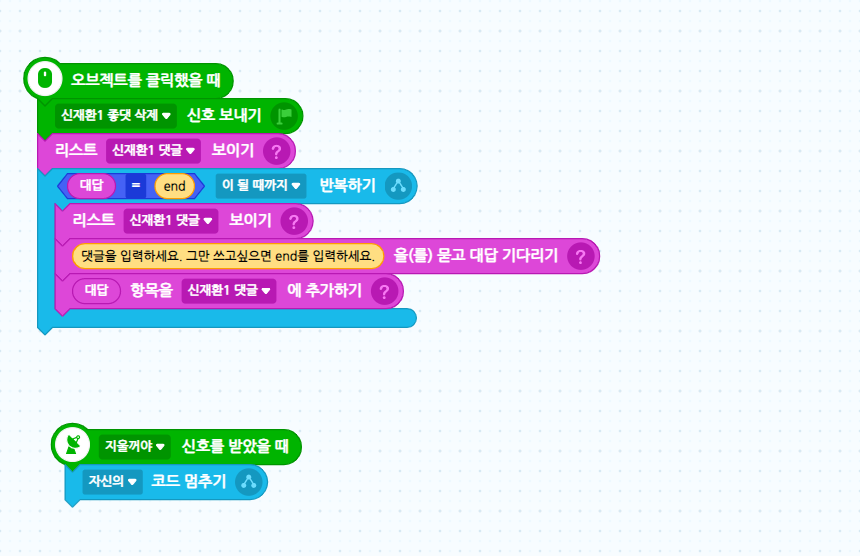 오브젝트를 클릭했을 때
신재환1 좋댓 삭제 신호 보내기
리스트 신재환1 댓글 보이기 ?
대답 = end 이 될 때까지 반복하기
리스트 신재환1 댓글 보이기 ?
댓글을 입력하세요. 그만 쓰고싶으면 end를 입력하세요. 을(를) 묻고 대답 기다리기 ?
대답 항목을 신재환1 댓글 에 추가하기 ?
지울꺼야 신호를 받았을 때
자신의 코드 멈추기